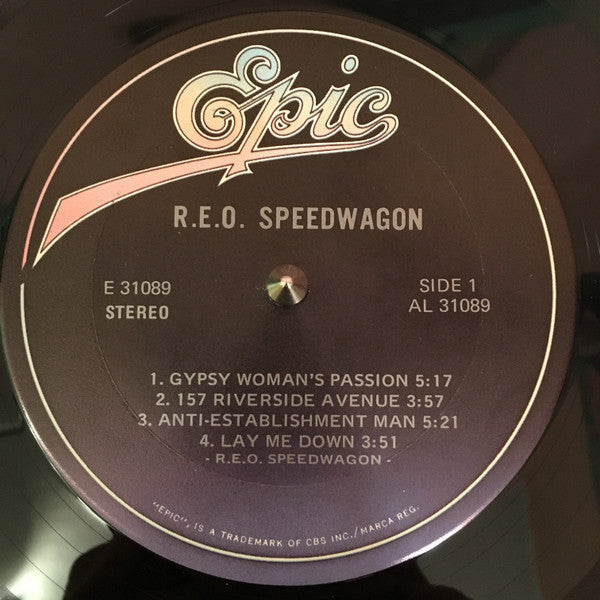 Epic
R.E.O. SPEEDWAGON
E 31089
STEREO
SIDE 1
AL 31089
1. GYPSY WOMAN'S PASSION 5:17
2. 157 RIVERSIDE AVENUE 3:57
3. ANTI-ESTABLISHMENT MAN 5:21
4. LAY ME DOWN 3:51
- R.E.O. SPEEDWAGON -
"EPIC", IS A TRADEMARK OF CBS INC./MARCA REG.